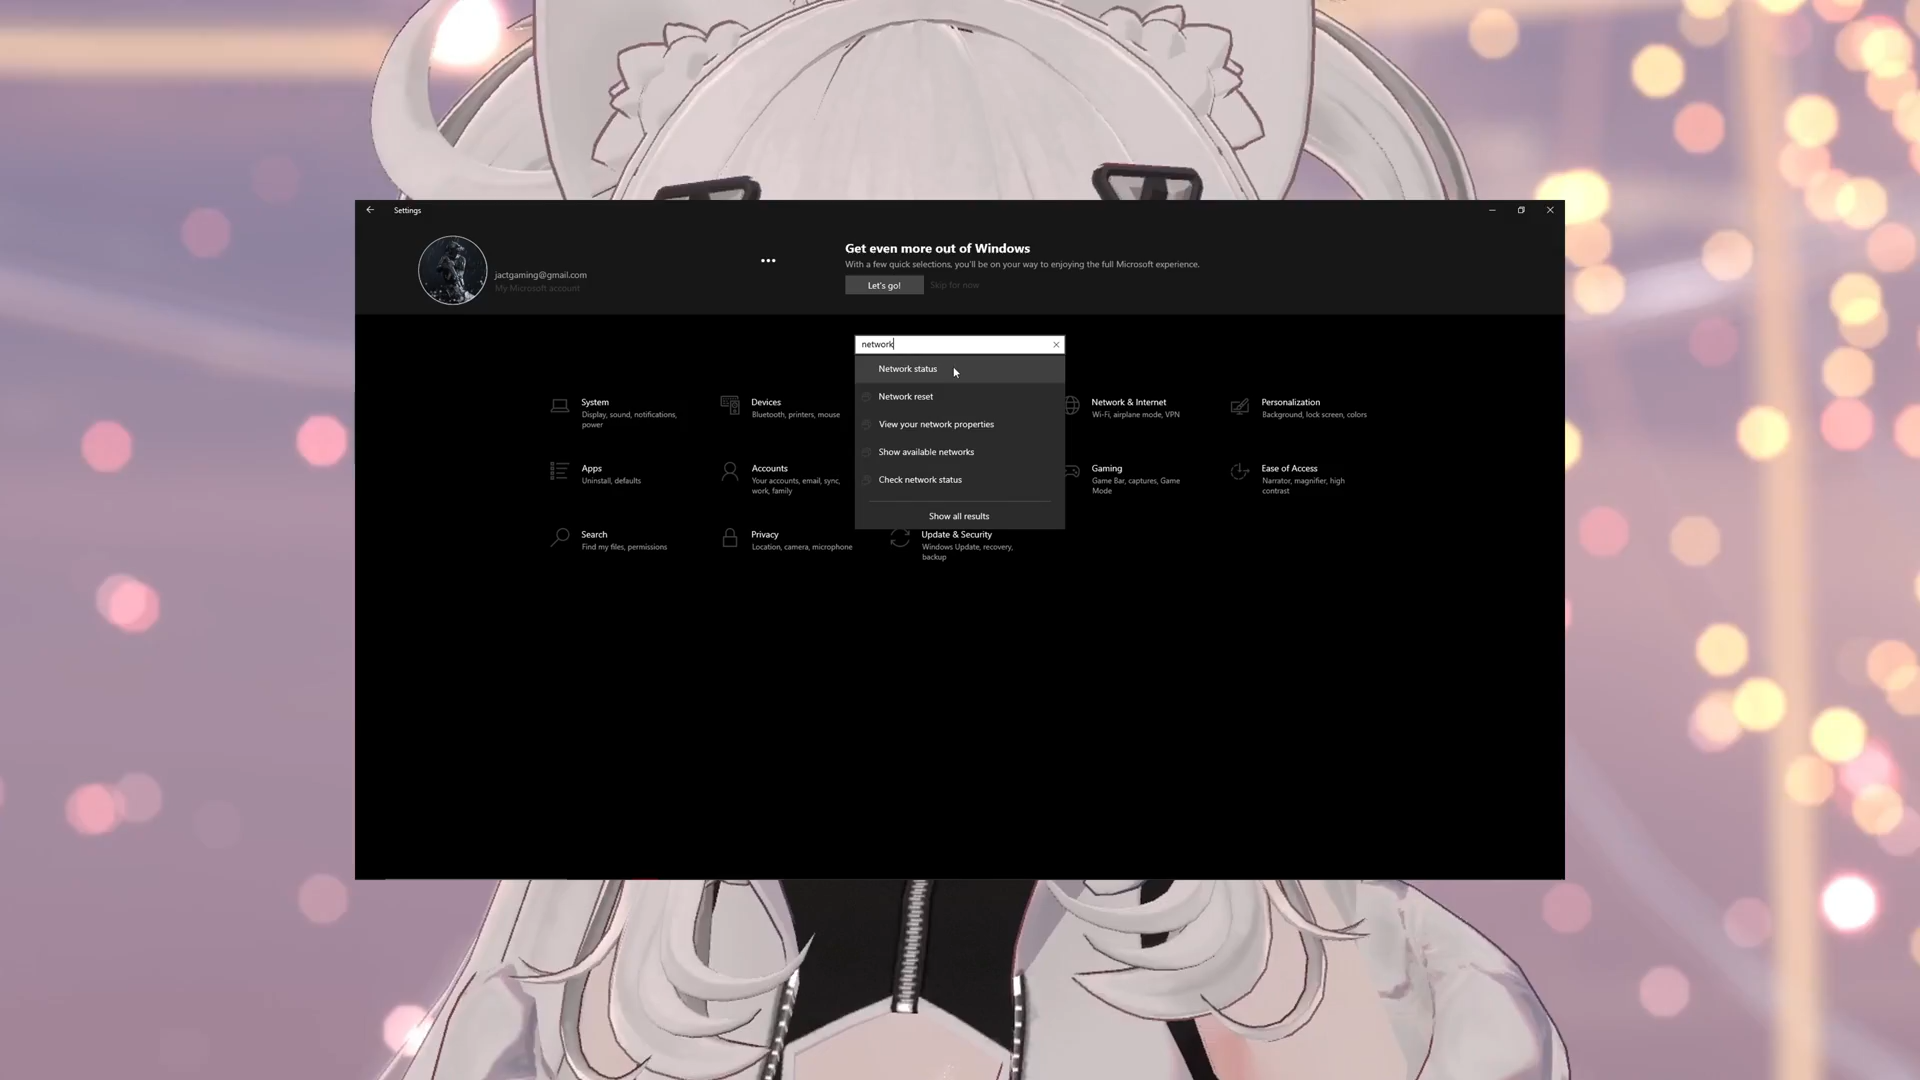 Settings
jactgaming@gmail.com
My Microsoft account
Get even more out of Windows
With a few quick selections, you'll be on your way to enjoying the full Microsoft experience.
Let's go!
Skip for now
network
Network status
Network reset
View your network properties
Show available networks
Check network status
Show all results
System
Display, sound, notifications,
power
Devices
Bluetooth, printers, mouse
Network & Internet
Wi-Fi, airplane mode, VPN
Personalization
Background, lock screen, colors
Apps
Uninstall, defaults
Accounts
Your accounts, email, sync,
work, family
Gaming
Game Bar, captures, Game
Mode
Ease of Access
Narrator, magnifier, high
contrast
Search
Find my files, permissions
Privacy
Location, camera, microphone
Update & Security
Windows Update, recovery,
backup